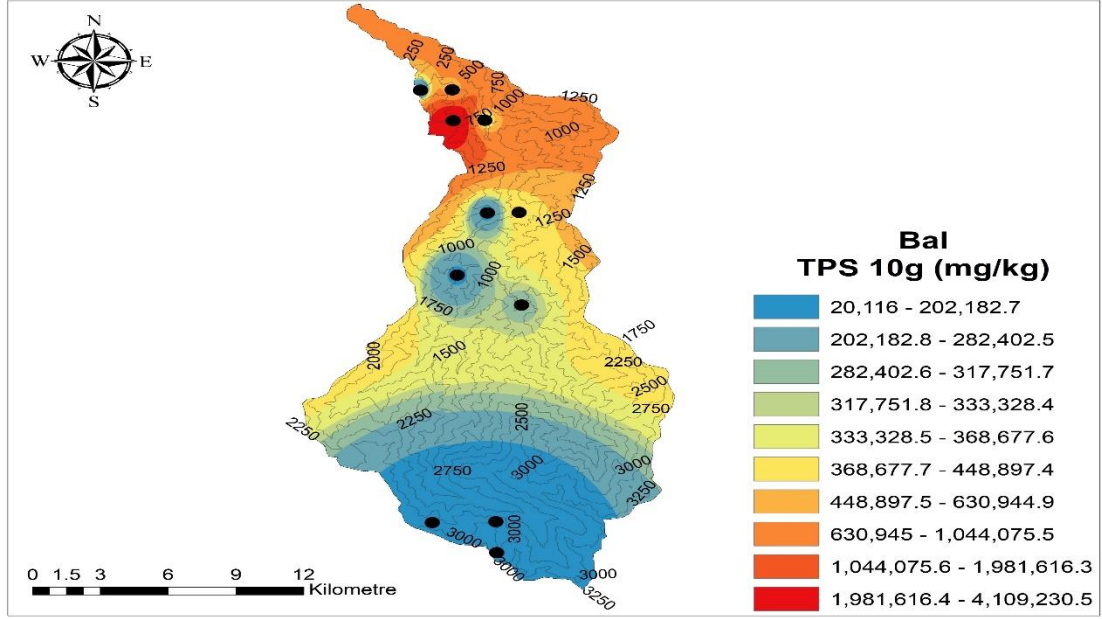 N
W E
S
250
250
500
750
1250
1000
750
1000
1250
1250
1250
1000
1500
1000
1750
1750
1500
2000
2250
2500
2750
2250
2250
2500
2750
3000
3000
3250
3000
3000
3000
3000
3250
0 1.5 3 6 9 12
Kilometre
Bal
TPS 10g (mg/kg)
20,116 - 202,182.7
202,182.8 - 282,402.5
282,402.6 - 317,751.7
317,751.8 - 333,328.4
333,328.5 - 368,677.6
368,677.7 - 448,897.4
448,897.5 - 630,944.9
630,945 - 1,044,075.5
1,044,075.6 - 1,981,616.3
1,981,616.4 - 4,109,230.5